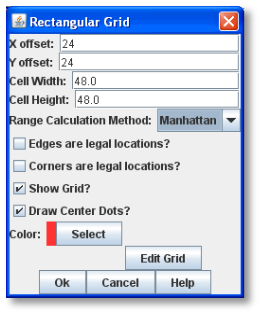 Rectangular Grid
X offset: 24
Y offset: 24
Cell Width: 48.0
Cell Height: 48.0
Range Calculation Method: Manhattan
Edges are legal locations?
Corners are legal locations?
Show Grid?
Draw Center Dots?
Color: Select
Edit Grid
Ok Cancel Help